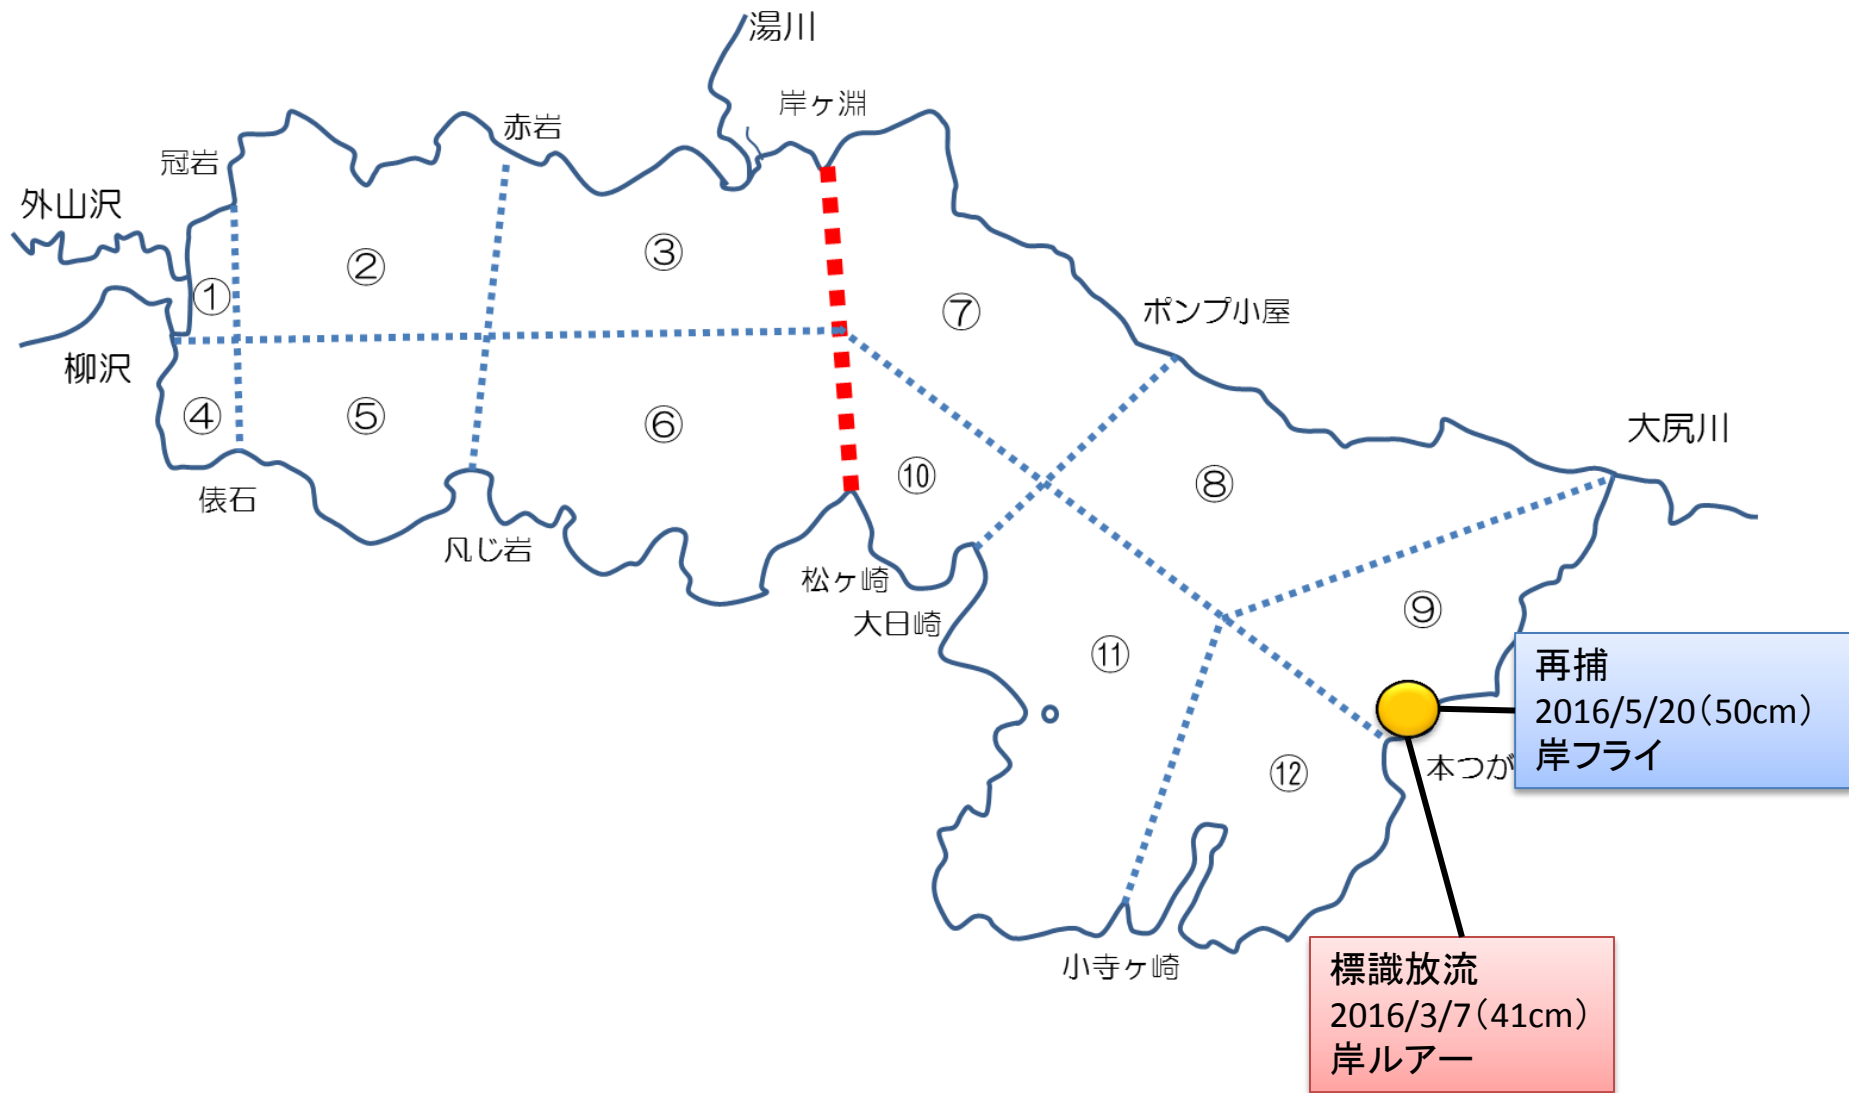 湯川
岸ヶ淵
赤岩
冠岩
外山沢
③
②
①
⑦
ポンプ小屋
柳沢
④
⑤
⑥
大尻川
⑩
⑧
俵石
凡じ岩
松ヶ崎
大日崎
⑨
⑪
再捕
2016/5/20(50cm)
岸フライ
本つが
⑫
小寺ヶ崎
標識放流
2016/3/7(41cm)
岸ルアー